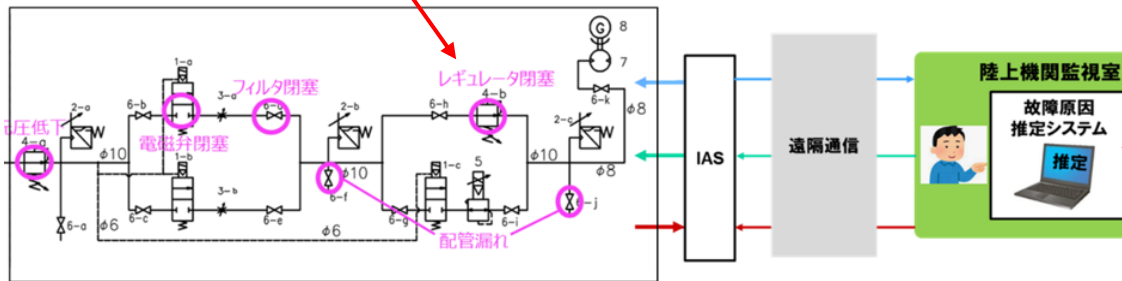 元圧低下
4-a
2-a
6-a
6-b
1-a
3-a
フィルタ閉塞
電磁弁閉塞
1-b
3-b
6-c
6-e
φ10
φ6
φ6
2-b
φ10
6-f
配管漏れ
レギュレータ閉塞
6-h
4-b
1-c
5
6-g
6-i
φ10
2-c
6-j
G
8
7
6-k
φ8
φ8
IAS
遠隔通信
陸上機関監視室
故障原因
推定システム
推定